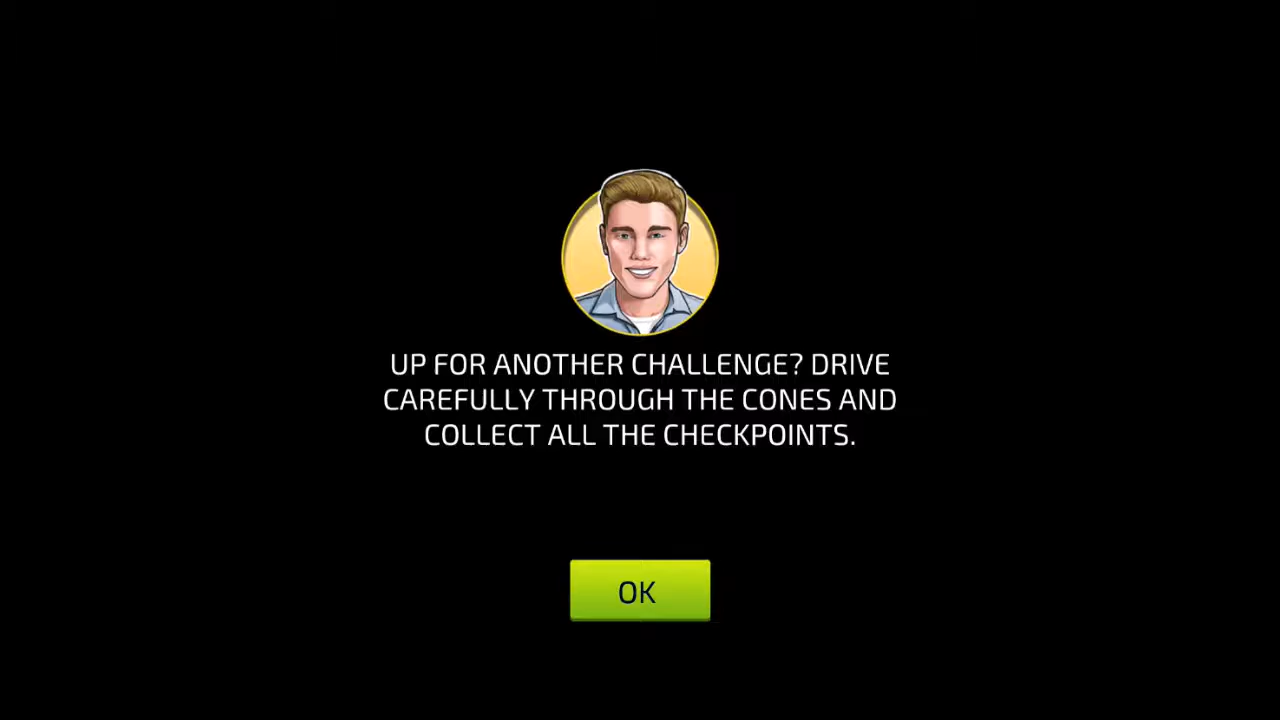 UP FOR ANOTHER CHALLENGE? DRIVE
CAREFULLY THROUGH THE CONES AND
COLLECT ALL THE CHECKPOINTS.
OK